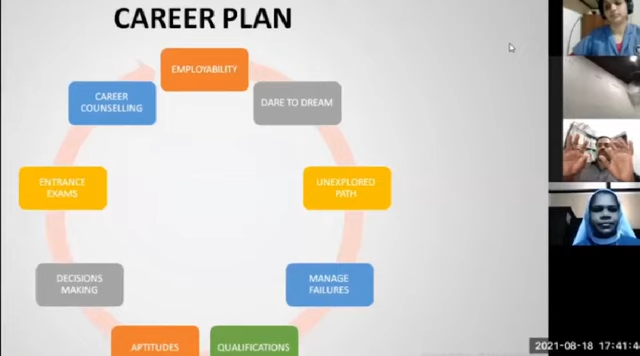 CAREER PLAN
EMPLOYABILITY
DARE TO DREAM
UNEXPLORED
PATH
MANAGE
FAILURES
QUALIFICATIONS
APTITUDES
DECISIONS
MAKING
ENTRANCE
EXAMS
CAREER
COUNSELLING
2021-08-18 17:41:4